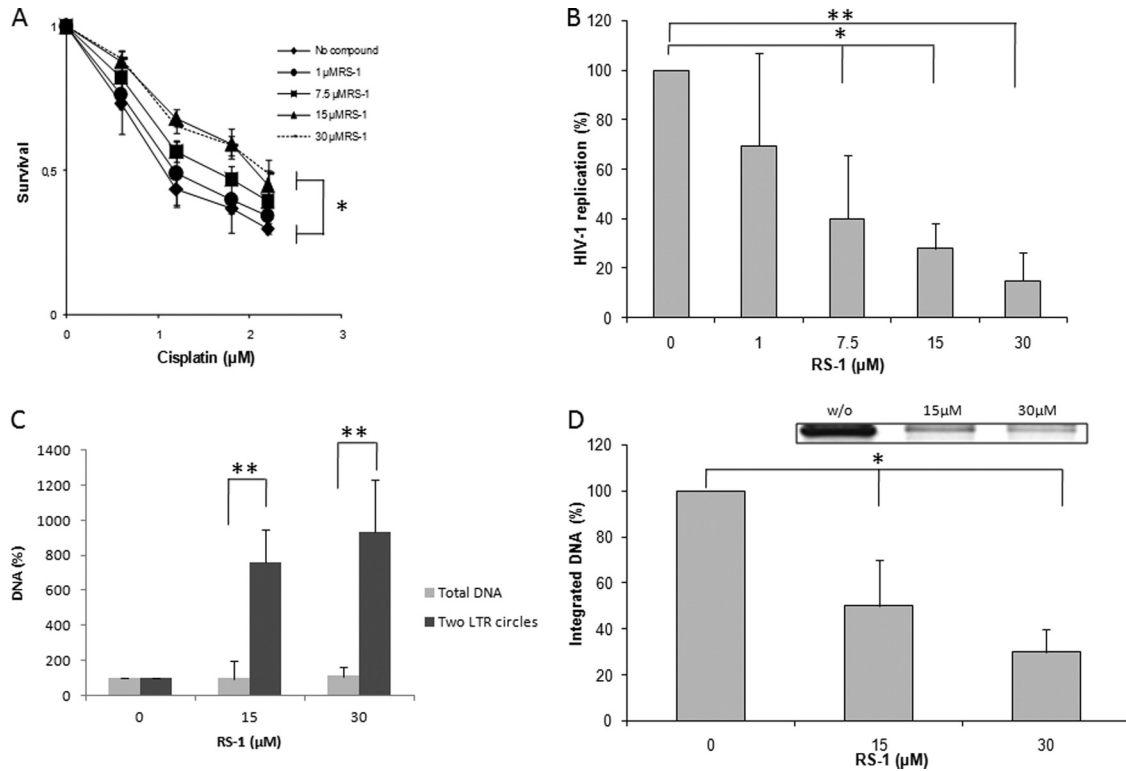 A
1
0,5
0
0
1
2
3
Survival
Cisplatin (µM)
No compound
1 µMRS-1
7.5 µMRS-1
15 µMRS-1
30 µMRS-1
*
B
120
100
80
60
40
20
0
HIV-1 replication (%)
**
*
0 1 7.5 15 30
RS-1 (µM)
C
1400
1200
1000
800
600
400
200
0
DNA (%)
**
**
Total DNA
Two LTR circles
0 15 30
RS-1 (µM)
D
w/o 15µM 30µM
120
100
80
60
40
20
0
Integrated DNA (%)
*
0 15 30
RS-1 (µM)